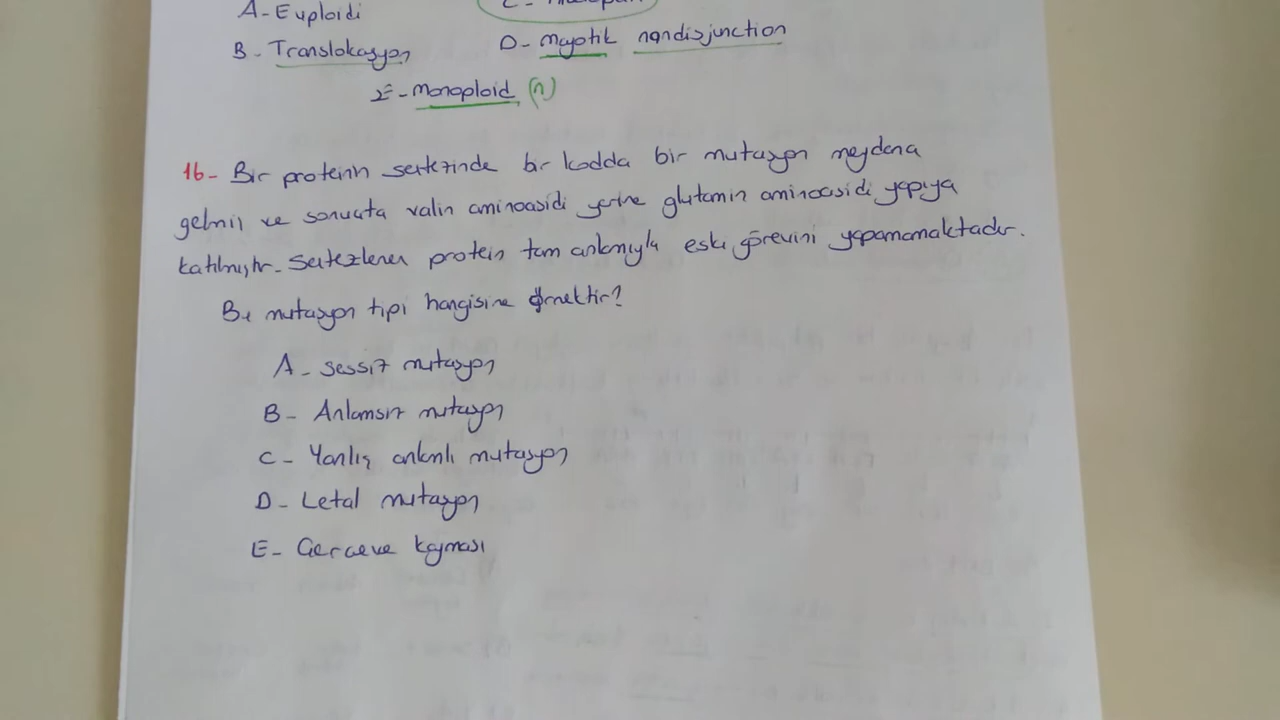 A - Euploidi
B - Translokasyon
D - Mayotik nondisjunction
E - Monoploid (n)
16 - Bir proteinin sentezinde bir kodda bir mutasyon meydana
gelmiş ve sonuçta valin aminoasidi yerine glutamin aminoasidi yapıya
katılmıştır. Sentezlenen protein tam anlamıyla eski görevini yapamamaktadır.
Bu mutasyon tipi hangisine örnektir?
A - Sessiz mutasyon
B - Anlamsız mutasyon
C - Yanlış anlamlı mutasyon
D - Letal mutasyon
E - Çerçeve kayması